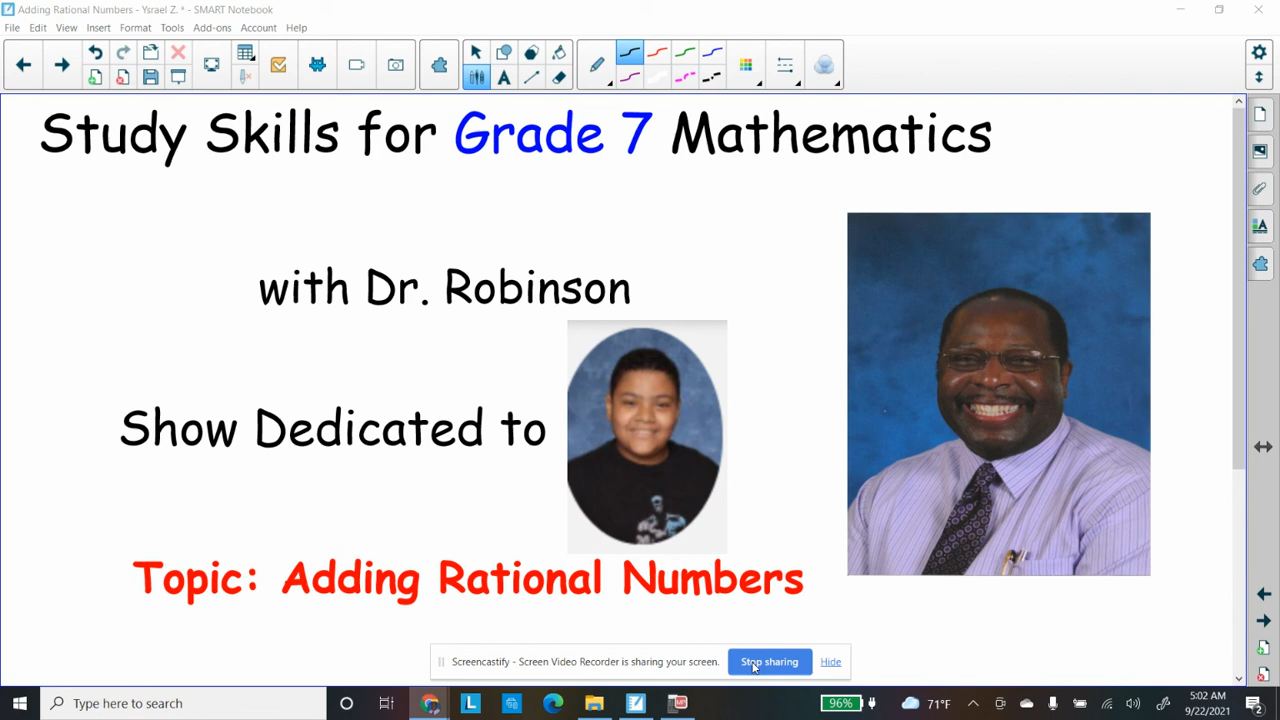 Adding Rational Numbers - Ysrael Z. * - SMART Notebook
File Edit View Insert Format Tools Add-ons Account Help
Study Skills for Grade 7 Mathematics
with Dr. Robinson
Show Dedicated to
Topic: Adding Rational Numbers
Screencastify - Screen Video Recorder is sharing your screen. Stop sharing Hide
Type here to search
96% 71°F
5:02 AM
9/22/2021
2